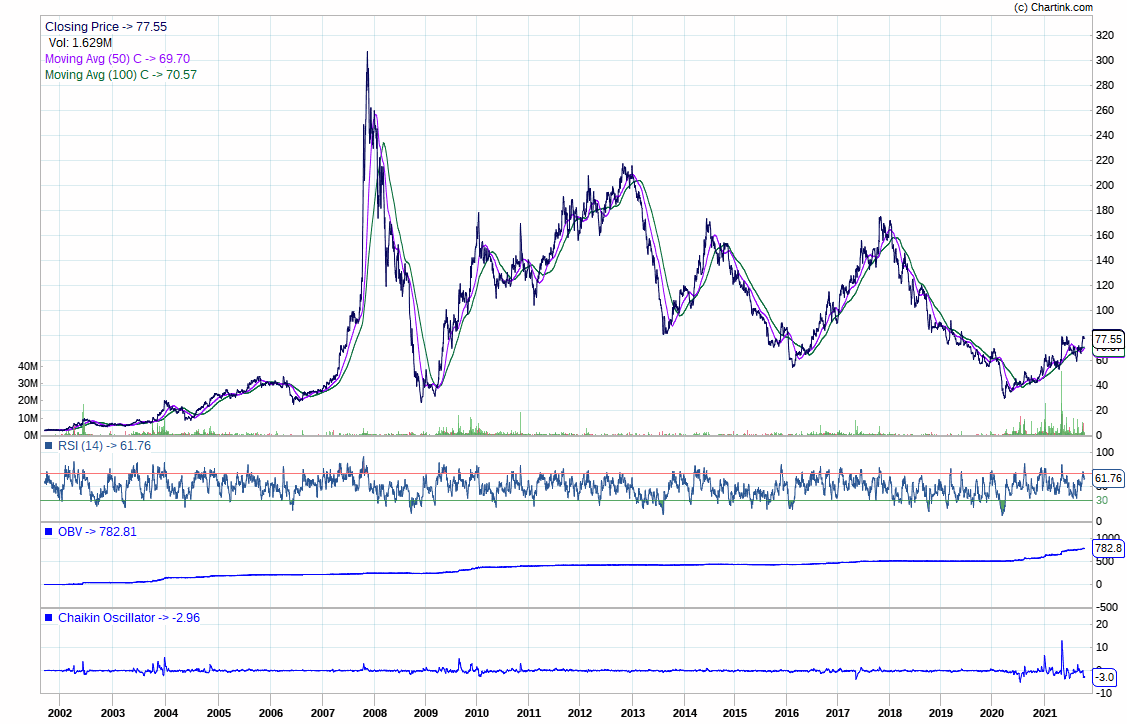 (c) Chartink.com
Closing Price -> 77.55
Vol: 1.629M
Moving Avg (50) C -> 69.70
Moving Avg (100) C -> 70.57
320
300
280
260
240
220
200
180
160
140
120
100
77.55
60
40
20
0
40M
30M
20M
10M
0M
RSI (14) -> 61.76
100
61.76
30
0
OBV -> 782.81
1000
782.8
500
0
-500
Chaikin Oscillator -> -2.96
20
10
-3.0
-10
2002 2003 2004 2005 2006 2007 2008 2009 2010 2011 2012 2013 2014 2015 2016 2017 2018 2019 2020 2021